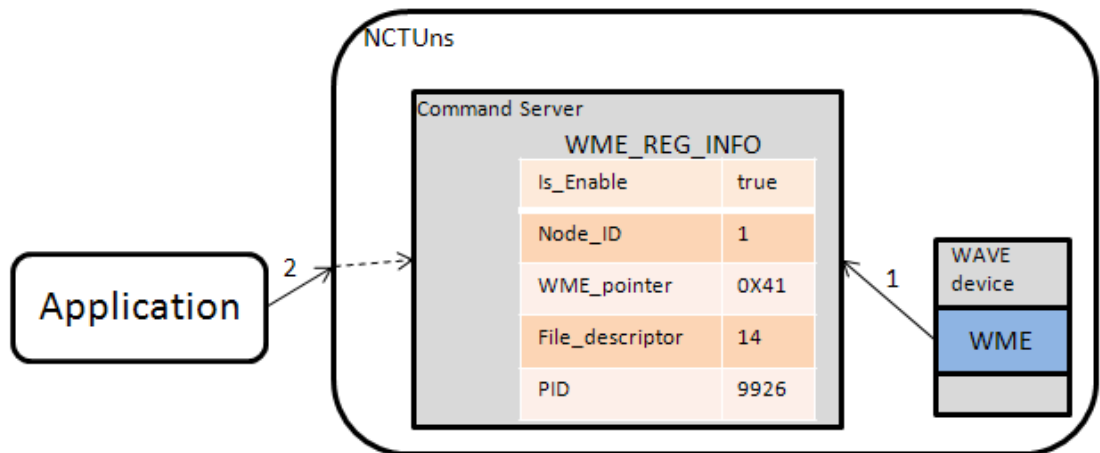 NCTUns
Command Server
WME_REG_INFO
Is_Enable true
Node_ID 1
WME_pointer 0X41
File_descriptor 14
PID 9926
Application
2
1
WAVE
device
WME